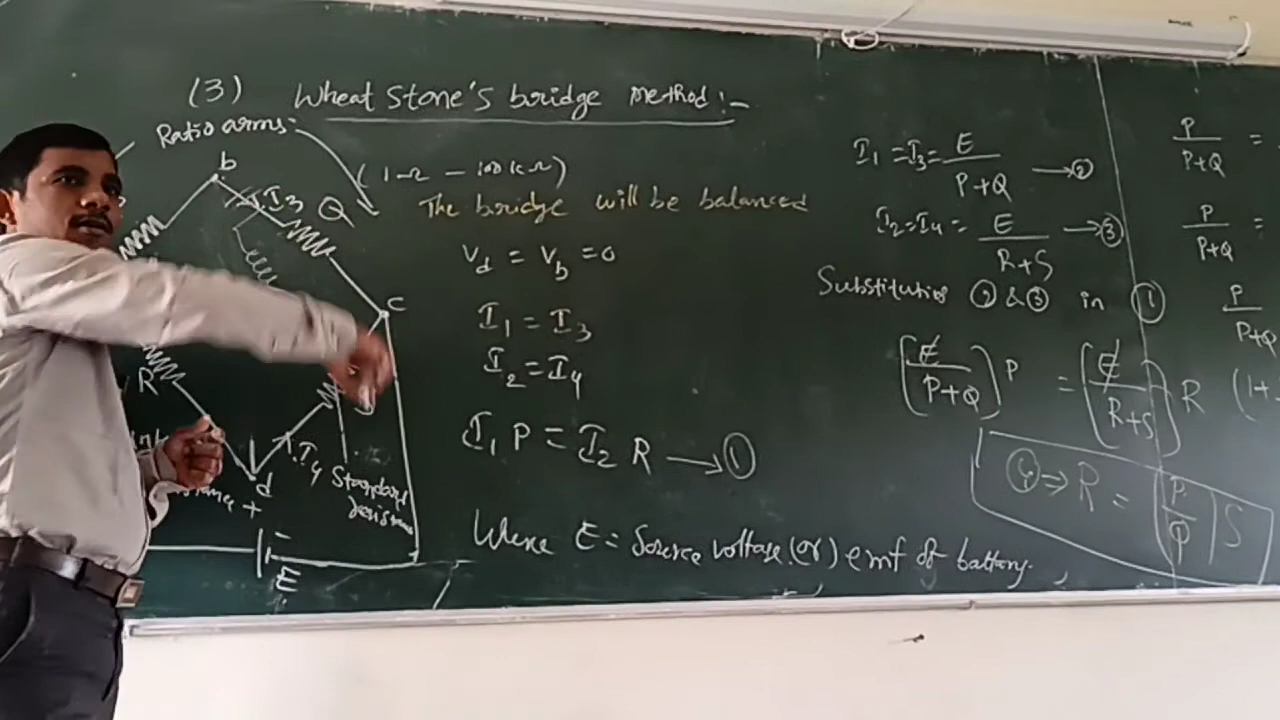 (3) Wheat Stone's bridge method:-
Ratio arms
b
(1Ω - 100kΩ)
I3 Q
The bridge will be balanced
Vd = Vb = 0
c
I1 = I3
I2 = I4
R
I1 P = I2 R → ①
I4 Standard
d
+ -
E
Where E = Source voltage (or) emf of battary.
I1 = I3 = E/(P+Q) → ②
I2 = I4 = E/(R+S) → ③
Substituting ② & ③ in ①
[E/(P+Q)] P = [E/(R+S)] R
④ ⇒ R = [P/Q] S
P/(P+Q) =
P/(P+Q) =
P/(P+Q)
(1+